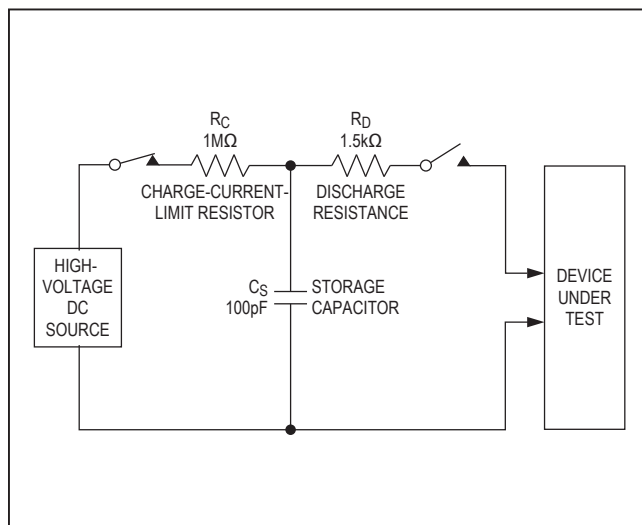 R_C
1MΩ
CHARGE-CURRENT-
LIMIT RESISTOR
R_D
1.5kΩ
DISCHARGE
RESISTANCE
HIGH-
VOLTAGE
DC
SOURCE
C_S
100pF
STORAGE
CAPACITOR
DEVICE
UNDER
TEST